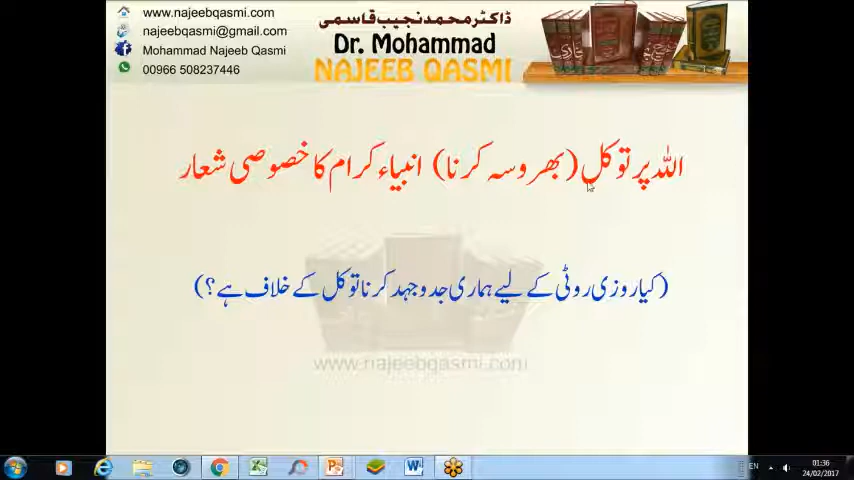 www.najeebqasmi.com
najeebqasmi@gmail.com
Mohammad Najeeb Qasmi
00966 508237446
ڈاکٹر محمد نجیب قاسمی
Dr. Mohammad
NAJEEB QASMI
اللہ پر توکل (بھروسہ کرنا) انبیاء کرام کا خصوصی شعار
(کیا روزی روٹی کے لیے ہماری جدوجہد کرنا توکل کے خلاف ہے؟)
www.najeebqasmi.com
EN
01:36
24/02/2017